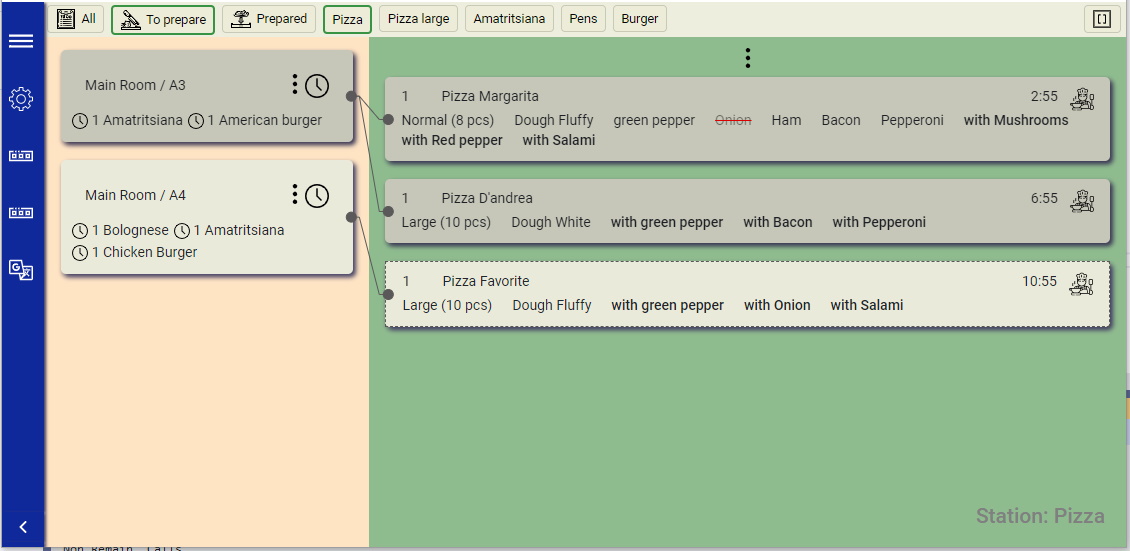 All To prepare Prepared Pizza Pizza large Amatritsiana Pens Burger
Main Room / A3
1 Amatritsiana 1 American burger
Main Room / A4
1 Bolognese 1 Amatritsiana
1 Chicken Burger
1 Pizza Margarita 2:55
Normal (8 pcs) Dough Fluffy green pepper Onion Ham Bacon Pepperoni with Mushrooms
with Red pepper with Salami
1 Pizza D'andrea 6:55
Large (10 pcs) Dough White with green pepper with Bacon with Pepperoni
1 Pizza Favorite 10:55
Large (10 pcs) Dough Fluffy with green pepper with Onion with Salami
Station: Pizza